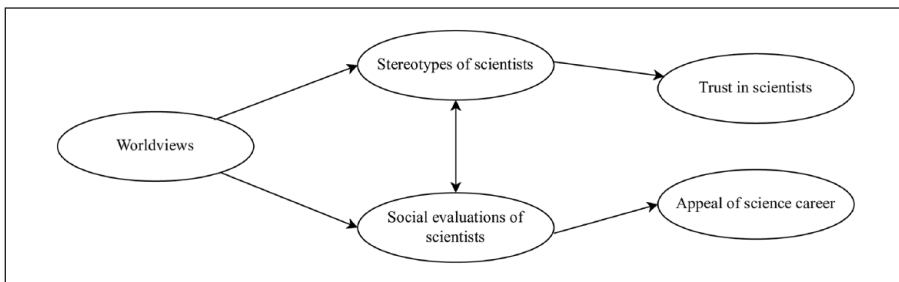 Stereotypes of scientists
Trust in scientists
Worldviews
Social evaluations of
scientists
Appeal of science career